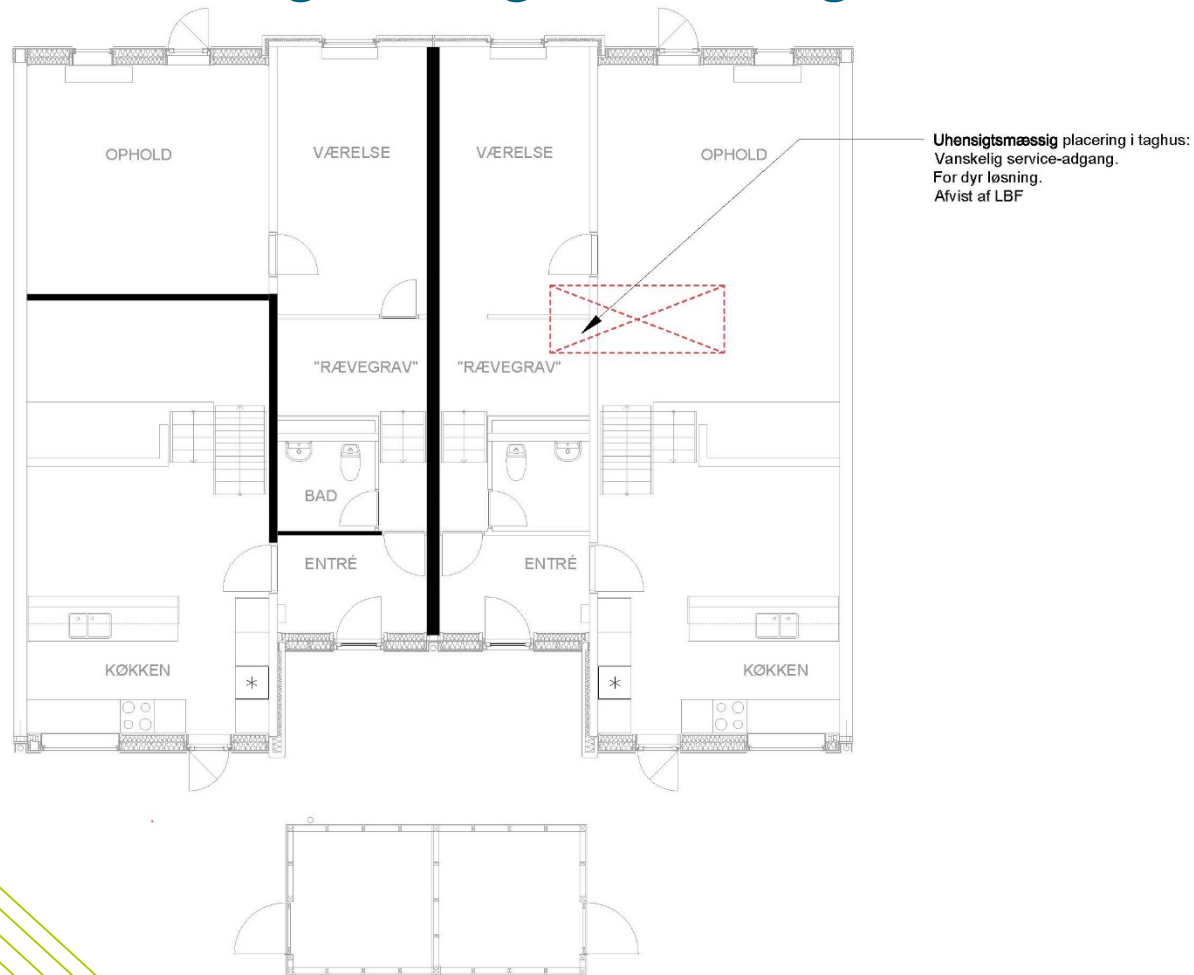 OPHOLD
VÆRELSE
VÆRELSE
OPHOLD
Uhensigtsmæssig placering i taghus:
Vanskelig service-adgang.
For dyr løsning.
Afvist af LBF
"RÆVEGRAV"
"RÆVEGRAV"
BAD
ENTRÉ
ENTRÉ
KØKKEN
KØKKEN